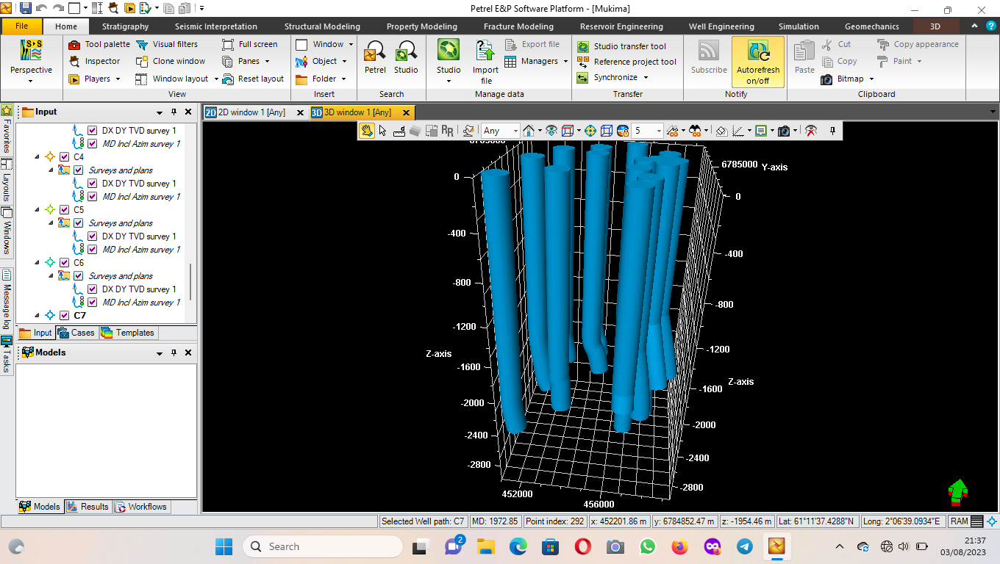 Petrel E&P Software Platform - [Mukima]
File Home Stratigraphy Seismic Interpretation Structural Modeling Property Modeling Fracture Modeling Reservoir Engineering Well Engineering Simulation Geomechanics 3D
Perspective
Tool palette Visual filters Full screen
Inspector Clone window Panes
Players Window layout Reset layout
View
Window
Object
Folder
Insert
Petrel Studio
Search
Studio
Import file
Export file
Managers
Manage data
Studio transfer tool
Reference project tool
Synchronize
Transfer
Subscribe
Autorefresh on/off
Notify
Paste
Cut Copy appearance
Copy Paint
Bitmap
Clipboard
Favorites
Layouts
Windows
Message log
Tasks
Input
DX DY TVD survey 1
MD Incl Azim survey 1
C4
Surveys and plans
DX DY TVD survey 1
MD Incl Azim survey 1
C5
Surveys and plans
DX DY TVD survey 1
MD Incl Azim survey 1
C6
Surveys and plans
DX DY TVD survey 1
MD Incl Azim survey 1
C7
Input Cases Templates
Models
Models Results Workflows
2D 2D window 1 [Any] 3D 3D window 1 [Any]
Any 5
6785000 Y-axis
0
-400
-800
-1200
Z-axis
-1600
-2000
-2400
-2800
0
-400
-800
-1200
-1600 Z-axis
-2000
-2400
-2800
452000
456000
Selected Well path: C7 MD: 1972.85 Point index: 292 x: 452201.86 m y: 6784852.47 m z: -1954.46 m Lat: 61°11'37.4288"N Long: 2°06'39.0934"E RAM
Search
2
21:37
03/08/2023